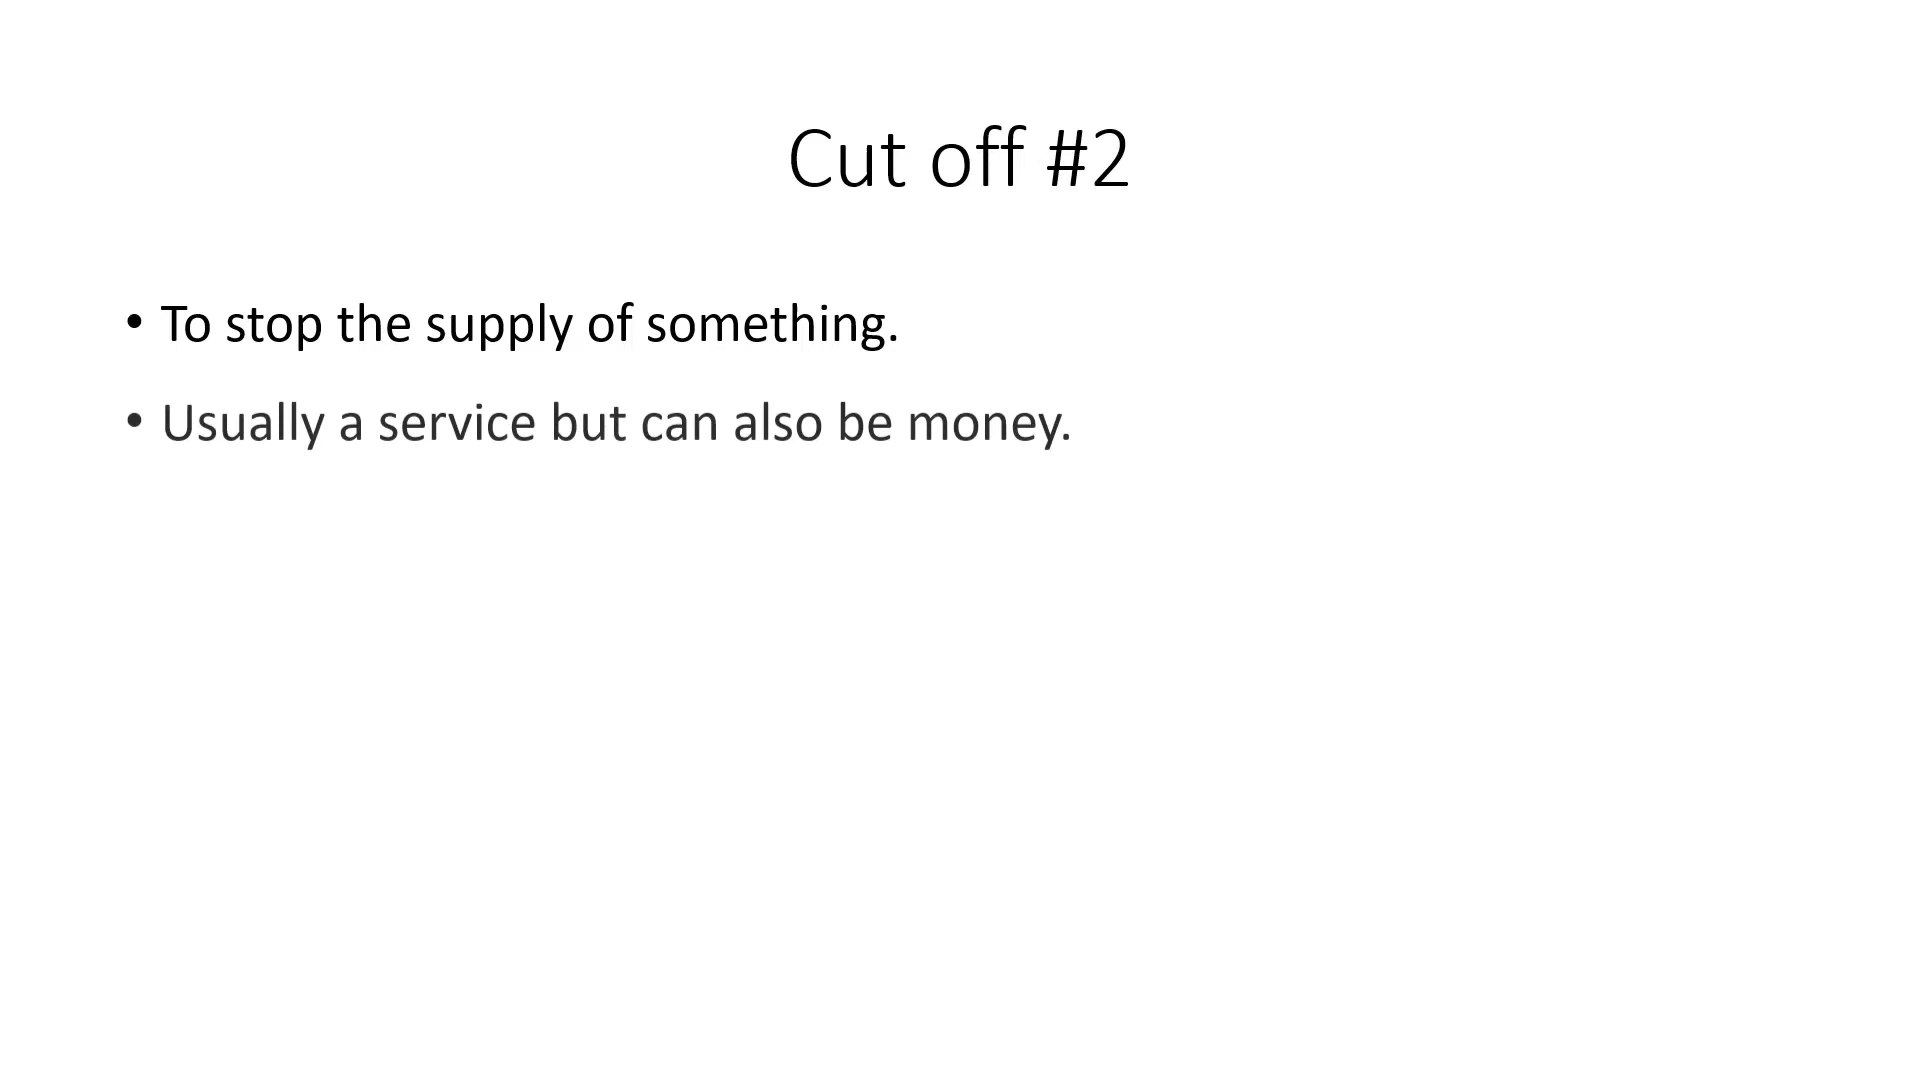 Cut off #2
• To stop the supply of something.
• Usually a service but can also be money.